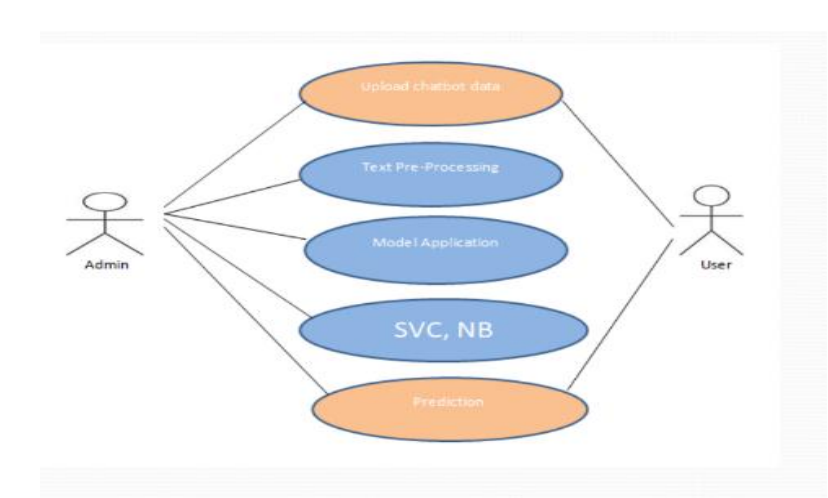 Upload chatbot data
Text Pre-Processing
Model Application
Admin
User
SVC, NB
Prediction